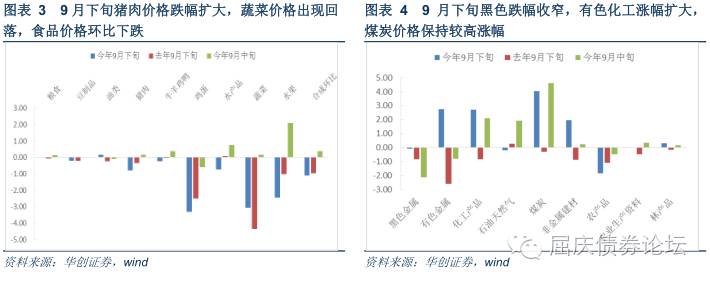 图表 3 9 月下旬猪肉价格跌幅扩大，蔬菜价格出现回
落，食品价格环比下跌
今年9月下旬 去年9月下旬 今年9月中旬
粮食 豆制品 油类 猪肉 牛羊鸡鸭 鸡蛋 水产品 蔬菜 水果 合成环比
3.00
2.00
1.00
0.00
-1.00
-2.00
-3.00
-4.00
-5.00
资料来源：华创证券，wind
图表 4 9 月下旬黑色跌幅收窄，有色化工涨幅扩大，
煤炭价格保持较高涨幅
今年9月下旬 去年9月下旬 今年9月中旬
5.00
4.00
3.00
2.00
1.00
0.00
-1.00
-2.00
-3.00
黑色金属 有色金属 化工产品 石油天然气 煤炭 非金属建材 农产品 业生产资料 林产品
资料来源：华创证券，wind
屈庆债券论坛